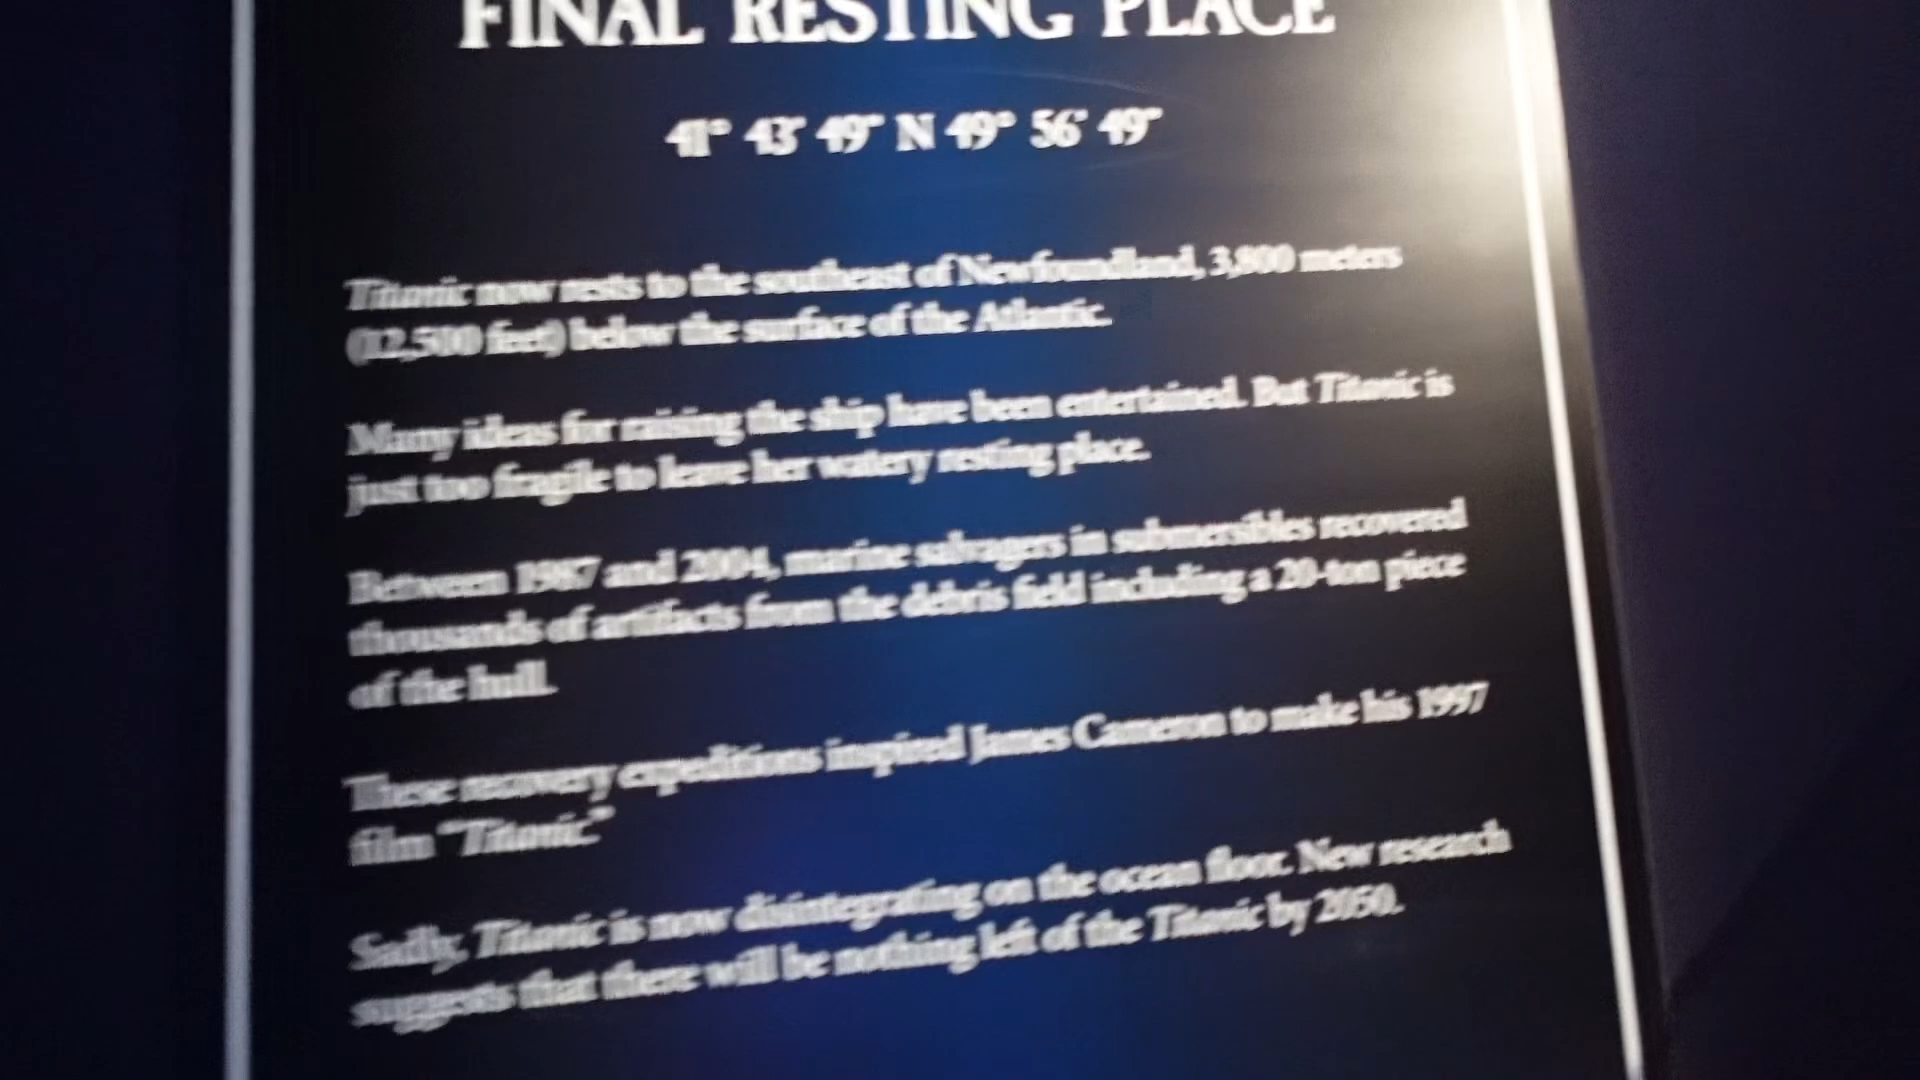 FINAL RESTING PLACE
41° 43' 49" N 49° 56' 49"
Titanic now rests to the southeast of Newfoundland, 3,800 meters
(12,500 feet) below the surface of the Atlantic.
Many ideas for raising the ship have been entertained. But Titanic is
just too fragile to leave her watery resting place.
Between 1987 and 2004, marine salvagers in submersibles recovered
thousands of artifacts from the debris field including a 20-ton piece
of the hull.
These recovery expeditions inspired James Cameron to make his 1997
film "Titanic."
Sadly, Titanic is now disintegrating on the ocean floor. New research
suggests that there will be nothing left of the Titanic by 2050.